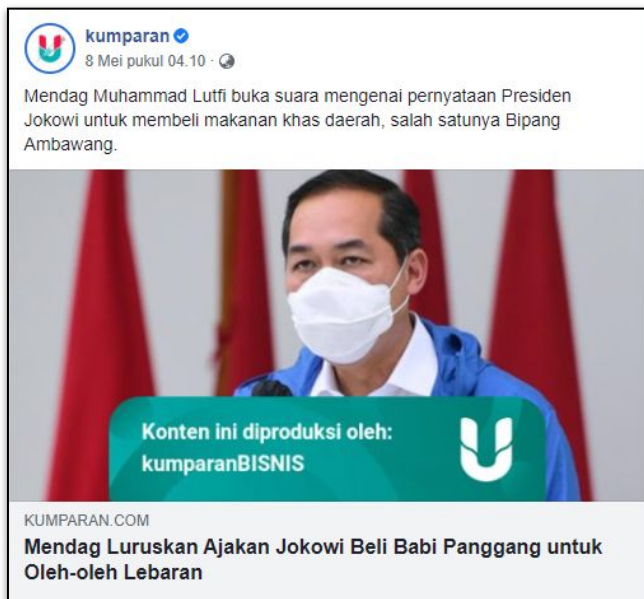 kumparan
8 Mei pukul 04.10 ·
Mendag Muhammad Lutfi buka suara mengenai pernyataan Presiden
Jokowi untuk membeli makanan khas daerah, salah satunya Bipang
Ambawang.
Konten ini diproduksi oleh:
kumparanBISNIS
KUMPARAN.COM
Mendag Luruskan Ajakan Jokowi Beli Babi Panggang untuk
Oleh-oleh Lebaran